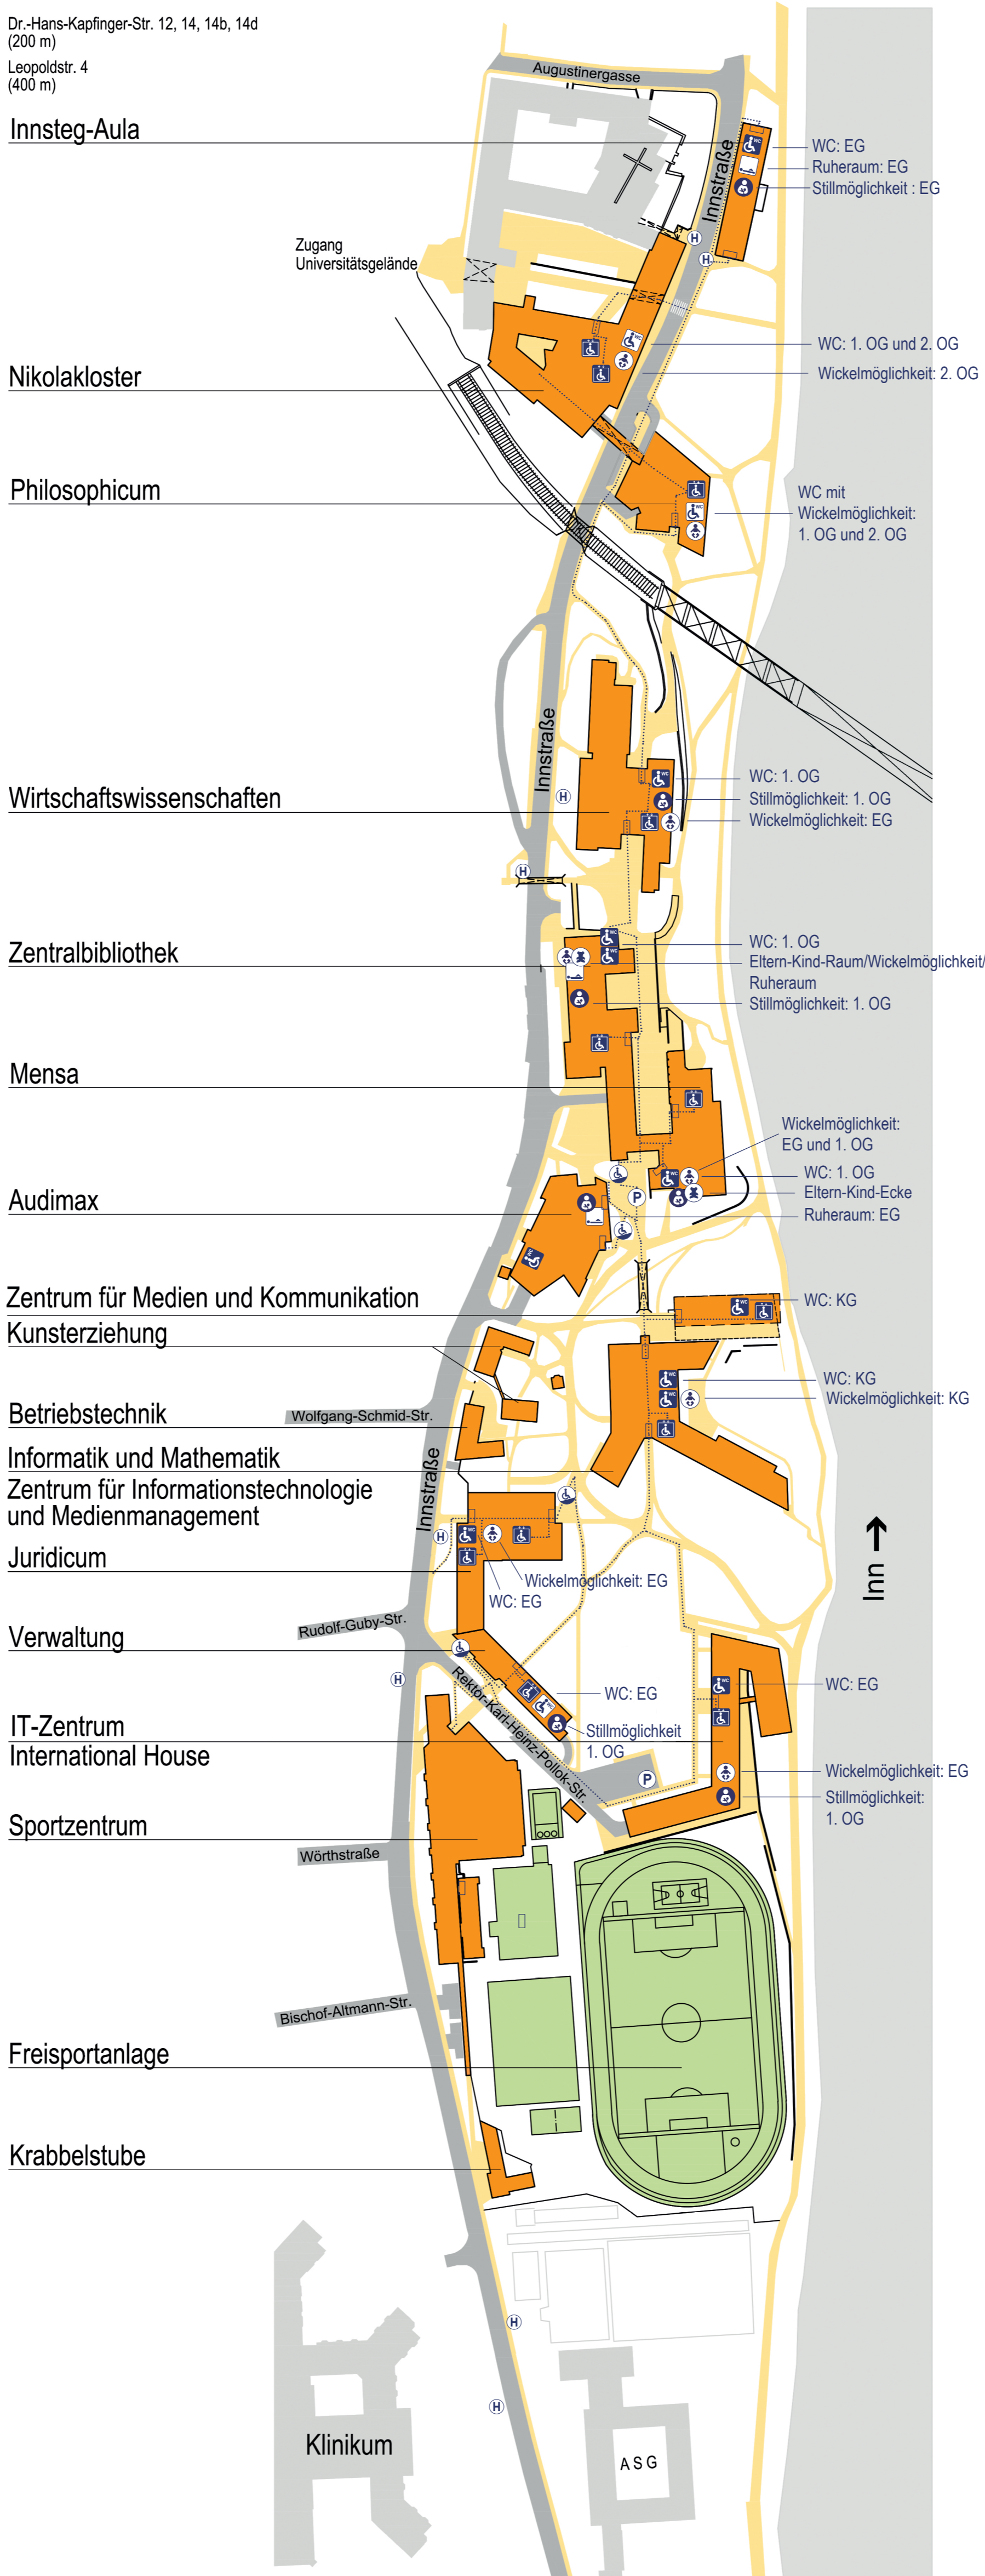 Dr.-Hans-Kapfinger-Str. 12, 14, 14b, 14d
(200 m)
Leopoldstr. 4
(400 m)
Augustinergasse
Innsteg-Aula
Innstraße
WC: EG
Ruheraum: EG
Stillmöglichkeit : EG
H
H
Zugang
Universitätsgelände
WC: 1. OG und 2. OG
Wickelmöglichkeit: 2. OG
Nikolakloster
Philosophicum
WC mit
Wickelmöglichkeit:
1. OG und 2. OG
Innstraße
Wirtschaftswissenschaften
H
WC: 1. OG
Stillmöglichkeit: 1. OG
Wickelmöglichkeit: EG
H
Zentralbibliothek
WC: 1. OG
Eltern-Kind-Raum/Wickelmöglichkeit/
Ruheraum
Stillmöglichkeit: 1. OG
Mensa
Wickelmöglichkeit:
EG und 1. OG
WC: 1. OG
Eltern-Kind-Ecke
Ruheraum: EG
P
Audimax
Zentrum für Medien und Kommunikation
WC: KG
Kunsterziehung
WC: KG
Wickelmöglichkeit: KG
Betriebstechnik
Wolfgang-Schmid-Str.
Informatik und Mathematik
Zentrum für Informationstechnologie
und Medienmanagement
Innstraße
H
Inn
Juridicum
Wickelmöglichkeit: EG
WC: EG
Rudolf-Guby-Str.
Verwaltung
H
Rektor-Karl-Heinz-Pollok-Str.
WC: EG
Stillmöglichkeit
1. OG
WC: EG
IT-Zentrum
International House
P
Wickelmöglichkeit: EG
Stillmöglichkeit:
1. OG
Sportzentrum
Wörthstraße
Bischof-Altmann-Str.
Freisportanlage
Krabbelstube
H
H
Klinikum
A S G